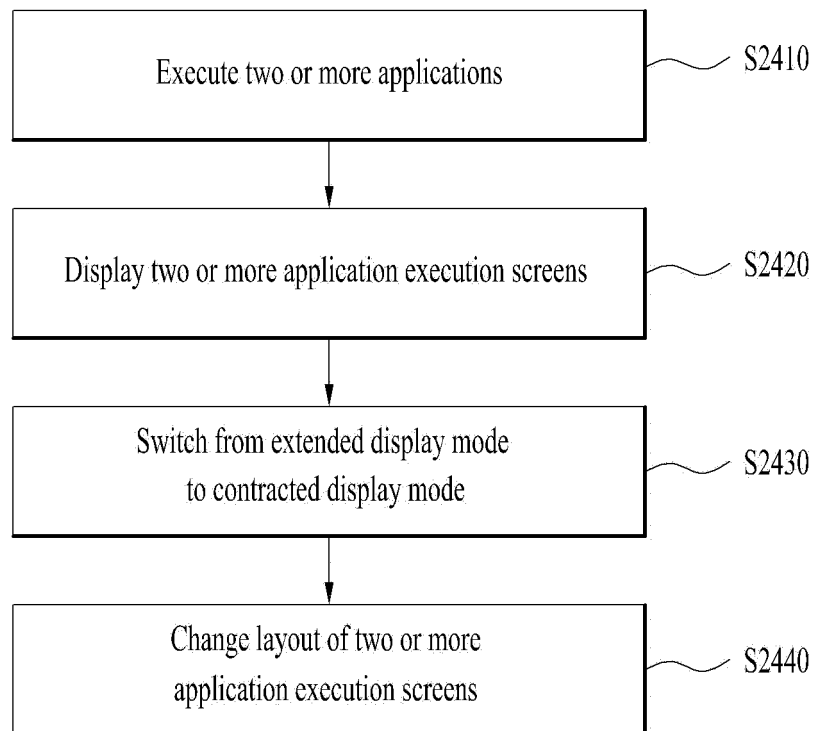 Execute two or more applications
S2410
Display two or more application execution screens
S2420
Switch from extended display mode
to contracted display mode
S2430
Change layout of two or more
application execution screens
S2440